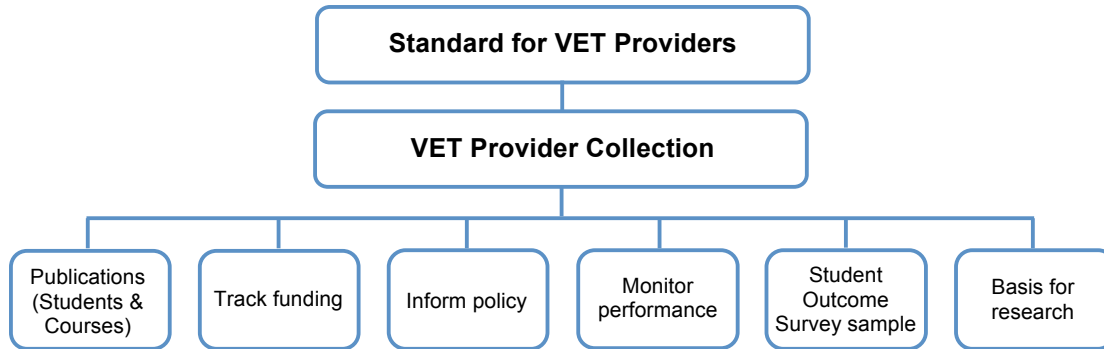 Standard for VET Providers
VET Provider Collection
Publications
(Students &
Courses)
Track funding
Inform policy
Monitor
performance
Student
Outcome
Survey sample
Basis for
research